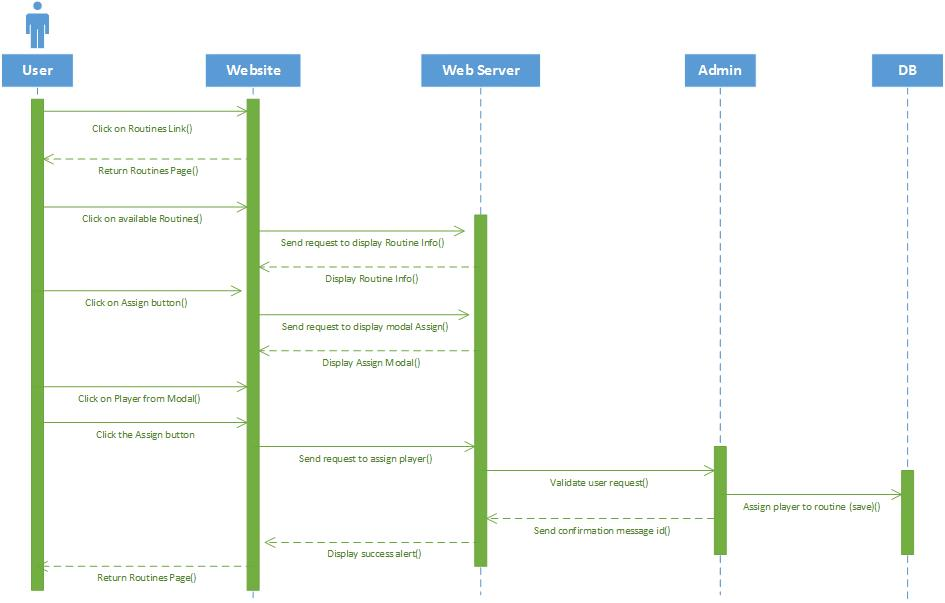 User
Website
Web Server
Admin
DB
Click on Routines Link()
Return Routines Page()
Click on available Routines()
Send request to display Routine Info()
Display Routine Info()
Click on Assign button()
Send request to display modal Assign()
Display Assign Modal()
Click on Player from Modal()
Click the Assign button
Send request to assign player()
Validate user request()
Assign player to routine (save)()
Send confirmation message id()
Display success alert()
Return Routines Page()